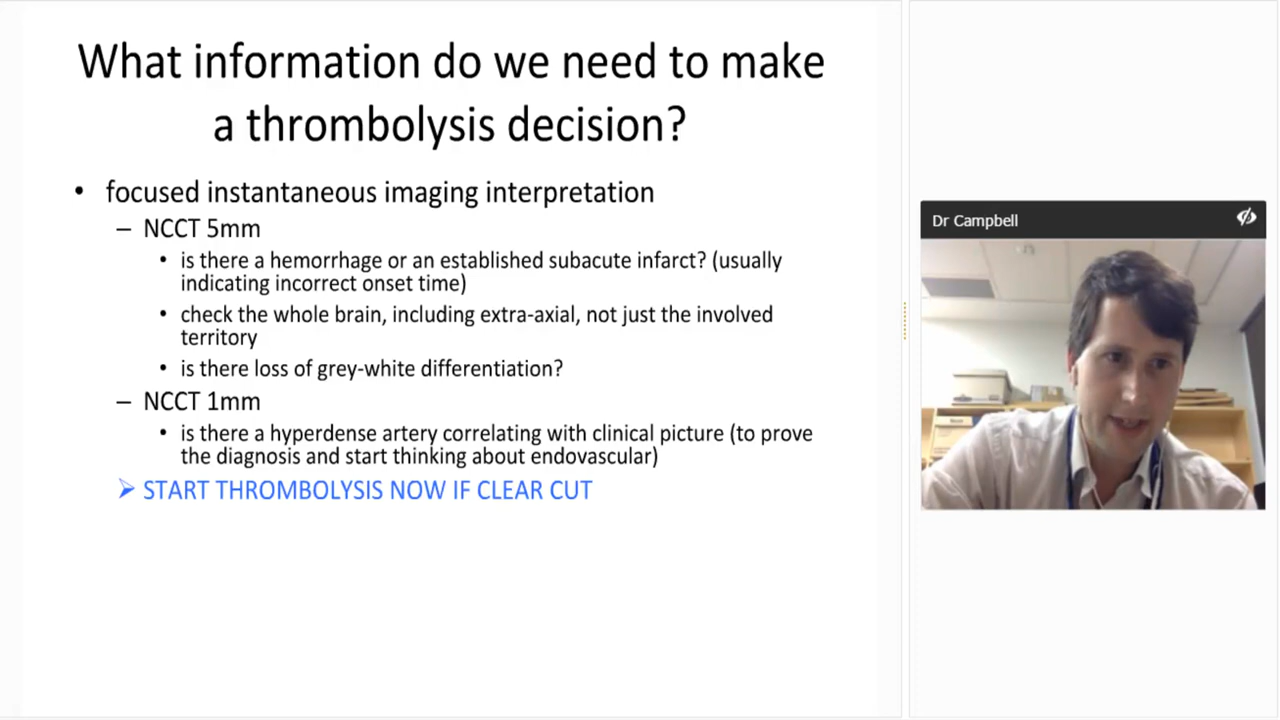 What information do we need to make
a thrombolysis decision?
• focused instantaneous imaging interpretation
– NCCT 5mm
• is there a hemorrhage or an established subacute infarct? (usually
indicating incorrect onset time)
• check the whole brain, including extra-axial, not just the involved
territory
• is there loss of grey-white differentiation?
– NCCT 1mm
• is there a hyperdense artery correlating with clinical picture (to prove
the diagnosis and start thinking about endovascular)
➢ START THROMBOLYSIS NOW IF CLEAR CUT
Dr Campbell